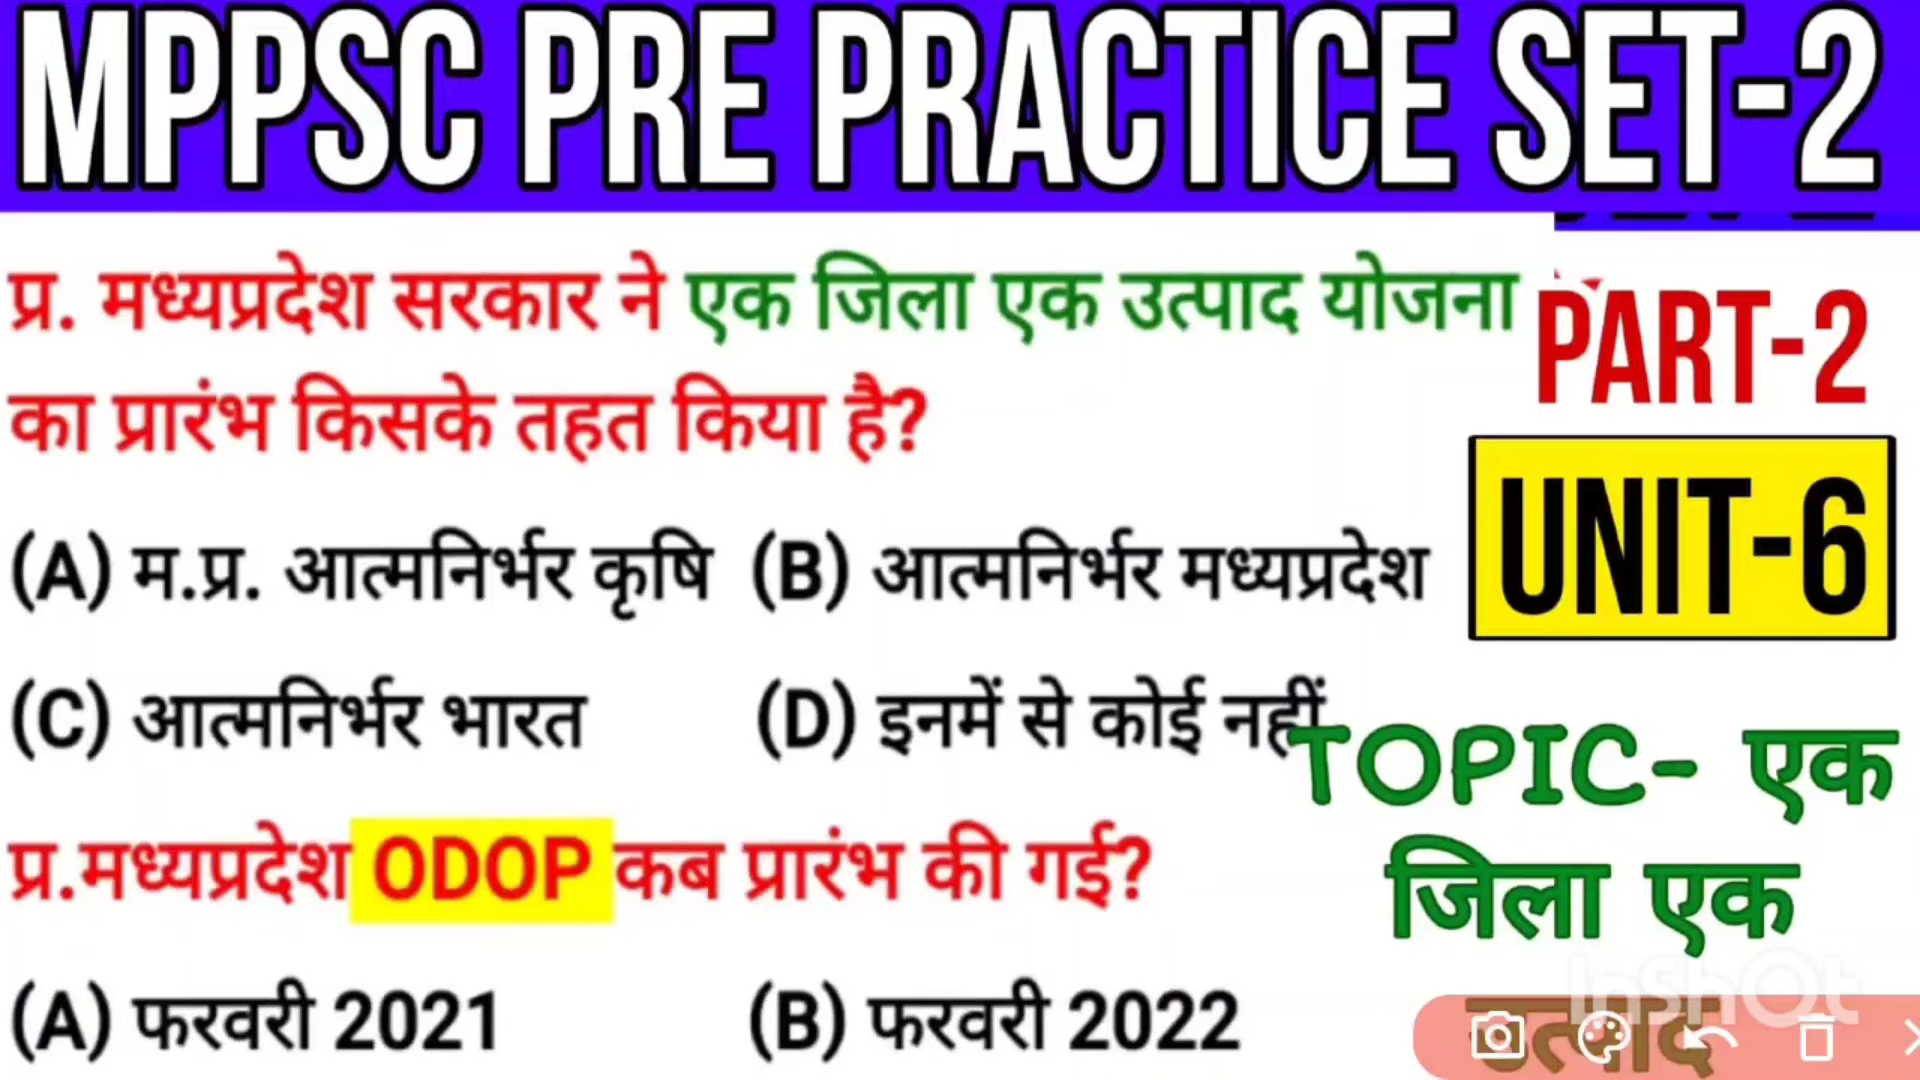 MPPSC PRE PRACTICE SET-2
प्र. मध्यप्रदेश सरकार ने एक जिला एक उत्पाद योजना
का प्रारंभ किसके तहत किया है?
PART-2
UNIT-6
(A) म.प्र. आत्मनिर्भर कृषि (B) आत्मनिर्भर मध्यप्रदेश
(C) आत्मनिर्भर भारत (D) इनमें से कोई नहीं
TOPIC- एक
जिला एक
उत्पाद
प्र.मध्यप्रदेश ODOP कब प्रारंभ की गई?
(A) फरवरी 2021 (B) फरवरी 2022
InShOt